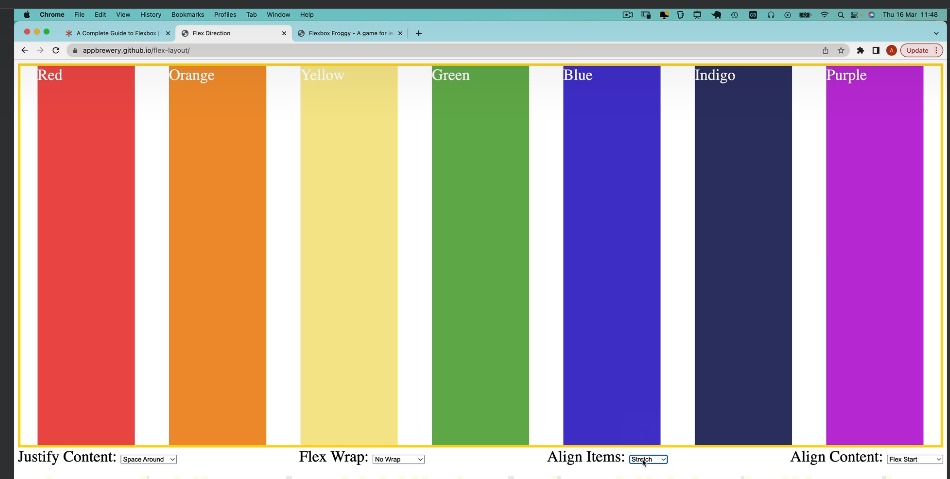 Chrome File Edit View History Bookmarks Profiles Tab Window Help Thu 16 Mar 11:48
A Complete Guide to Flexbox | Flex Direction Flexbox Froggy - A game for le
appbrewery.github.io/flex-layout/ A Update
Red Orange Yellow Green Blue Indigo Purple
Justify Content: Space Around Flex Wrap: No Wrap Align Items: Stretch Align Content: Flex Start